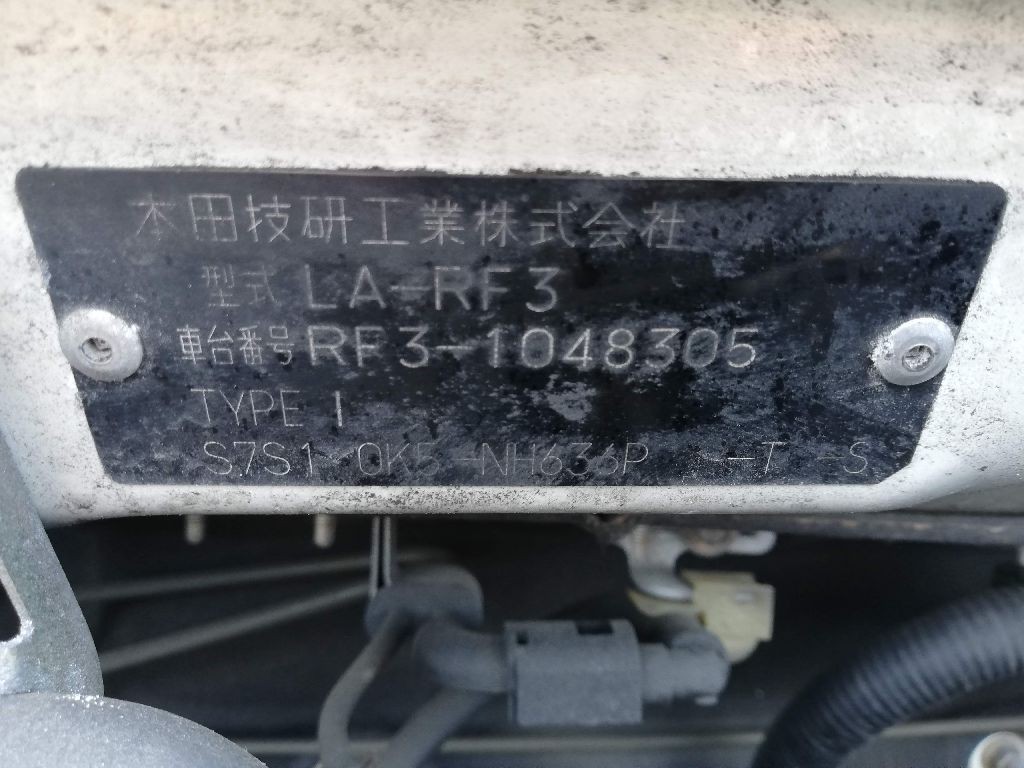 本田技研工業株式会社
型式 LA-RF3
車台番号 RF3-1048305
TYPE I
S7S1 0K5-NH636P -T -S